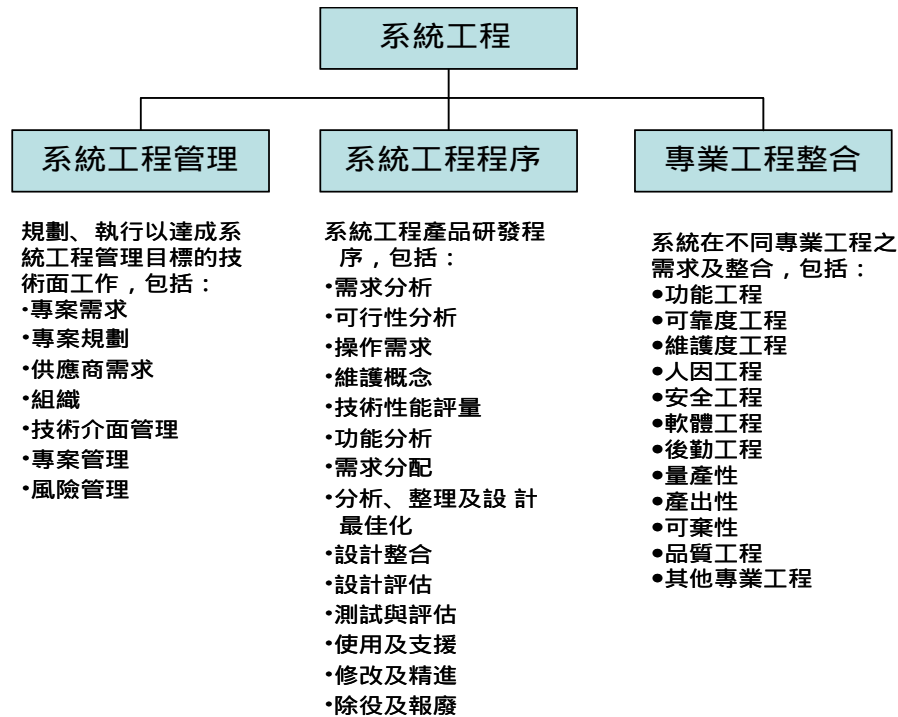 系統工程
系統工程管理
規劃、執行以達成系
統工程管理目標的技
術面工作，包括：
•專案需求
•專案規劃
•供應商需求
•組織
•技術介面管理
•專案管理
•風險管理
系統工程程序
系統工程產品研發程
序，包括：
•需求分析
•可行性分析
•操作需求
•維護概念
•技術性能評量
•功能分析
•需求分配
•分析、整理及設 計
最佳化
•設計整合
•設計評估
•測試與評估
•使用及支援
•修改及精進
•除役及報廢
專業工程整合
系統在不同專業工程之
需求及整合，包括：
●功能工程
●可靠度工程
●維護度工程
●人因工程
●安全工程
●軟體工程
●後勤工程
●量產性
●產出性
●可棄性
●品質工程
●其他專業工程